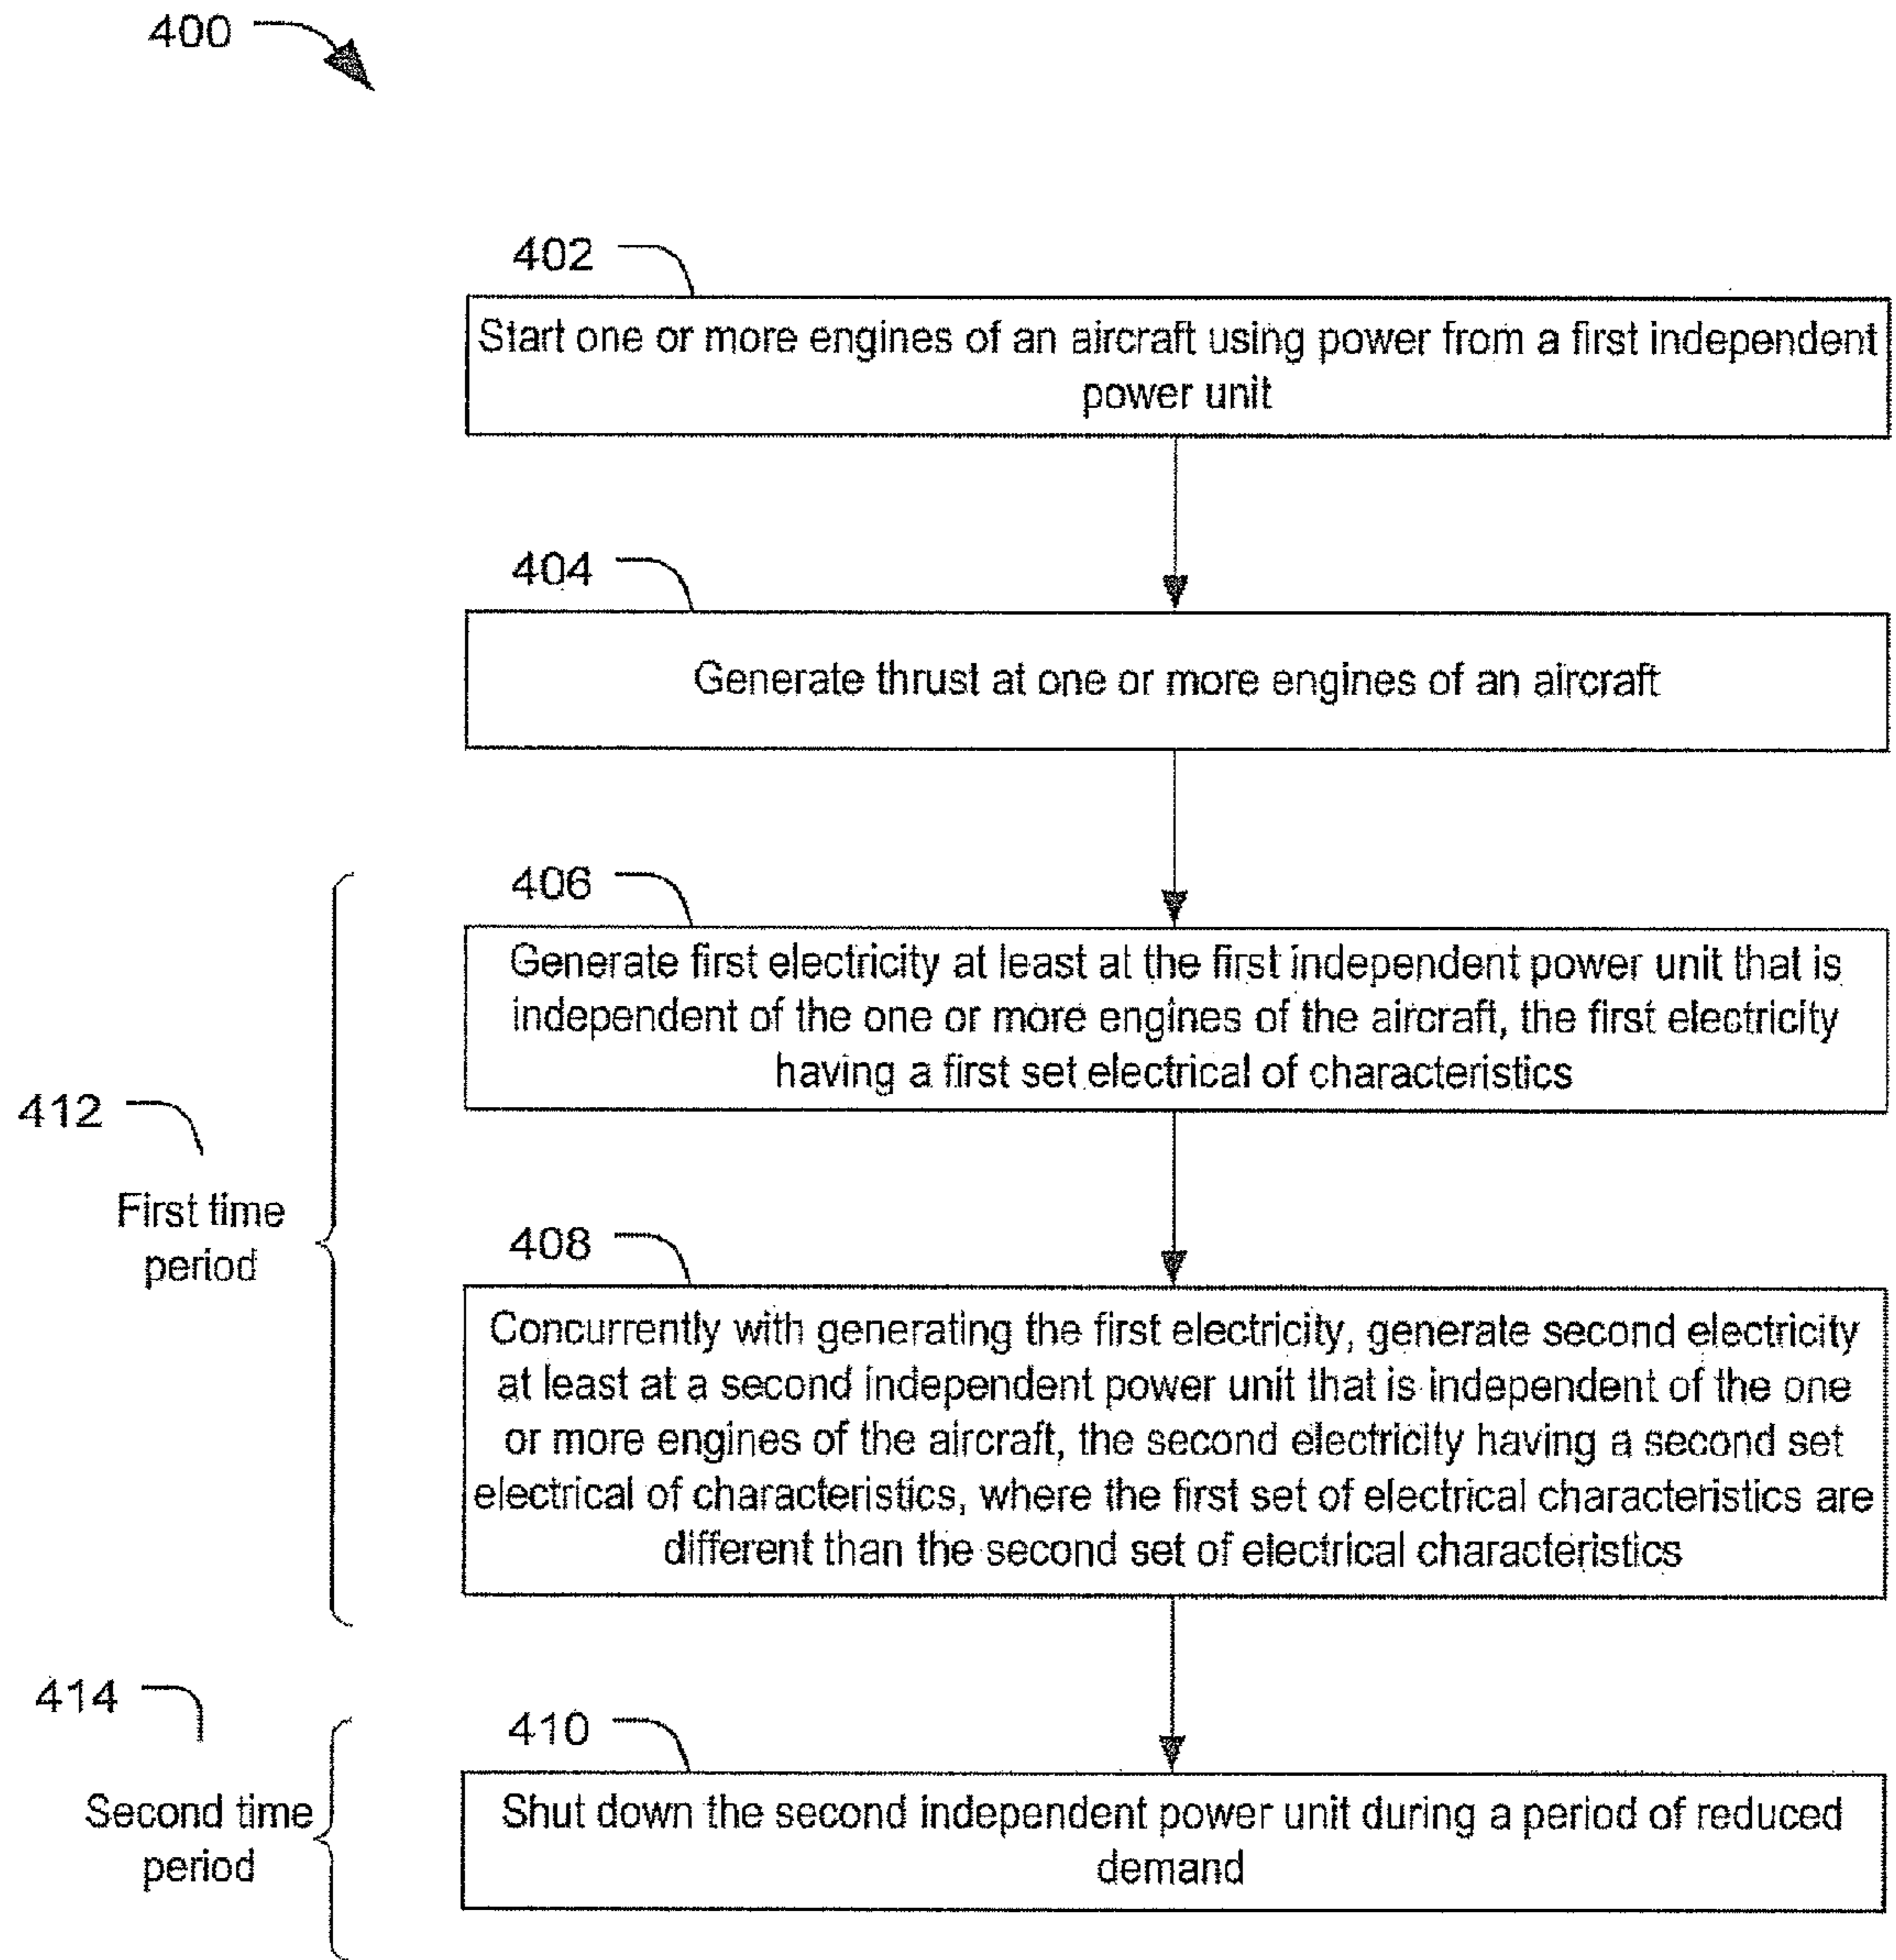 400
402
Start one or more engines of an aircraft using power from a first independent
power unit
404
Generate thrust at one or more engines of an aircraft
406
Generate first electricity at least at the first independent power unit that is
independent of the one or more engines of the aircraft, the first electricity
having a first set electrical of characteristics
412
First time
period
408
Concurrently with generating the first electricity, generate second electricity
at least at a second independent power unit that is independent of the one
or more engines of the aircraft, the second electricity having a second set
electrical of characteristics, where the first set of electrical characteristics are
different than the second set of electrical characteristics
414
Second time
period
410
Shut down the second independent power unit during a period of reduced
demand